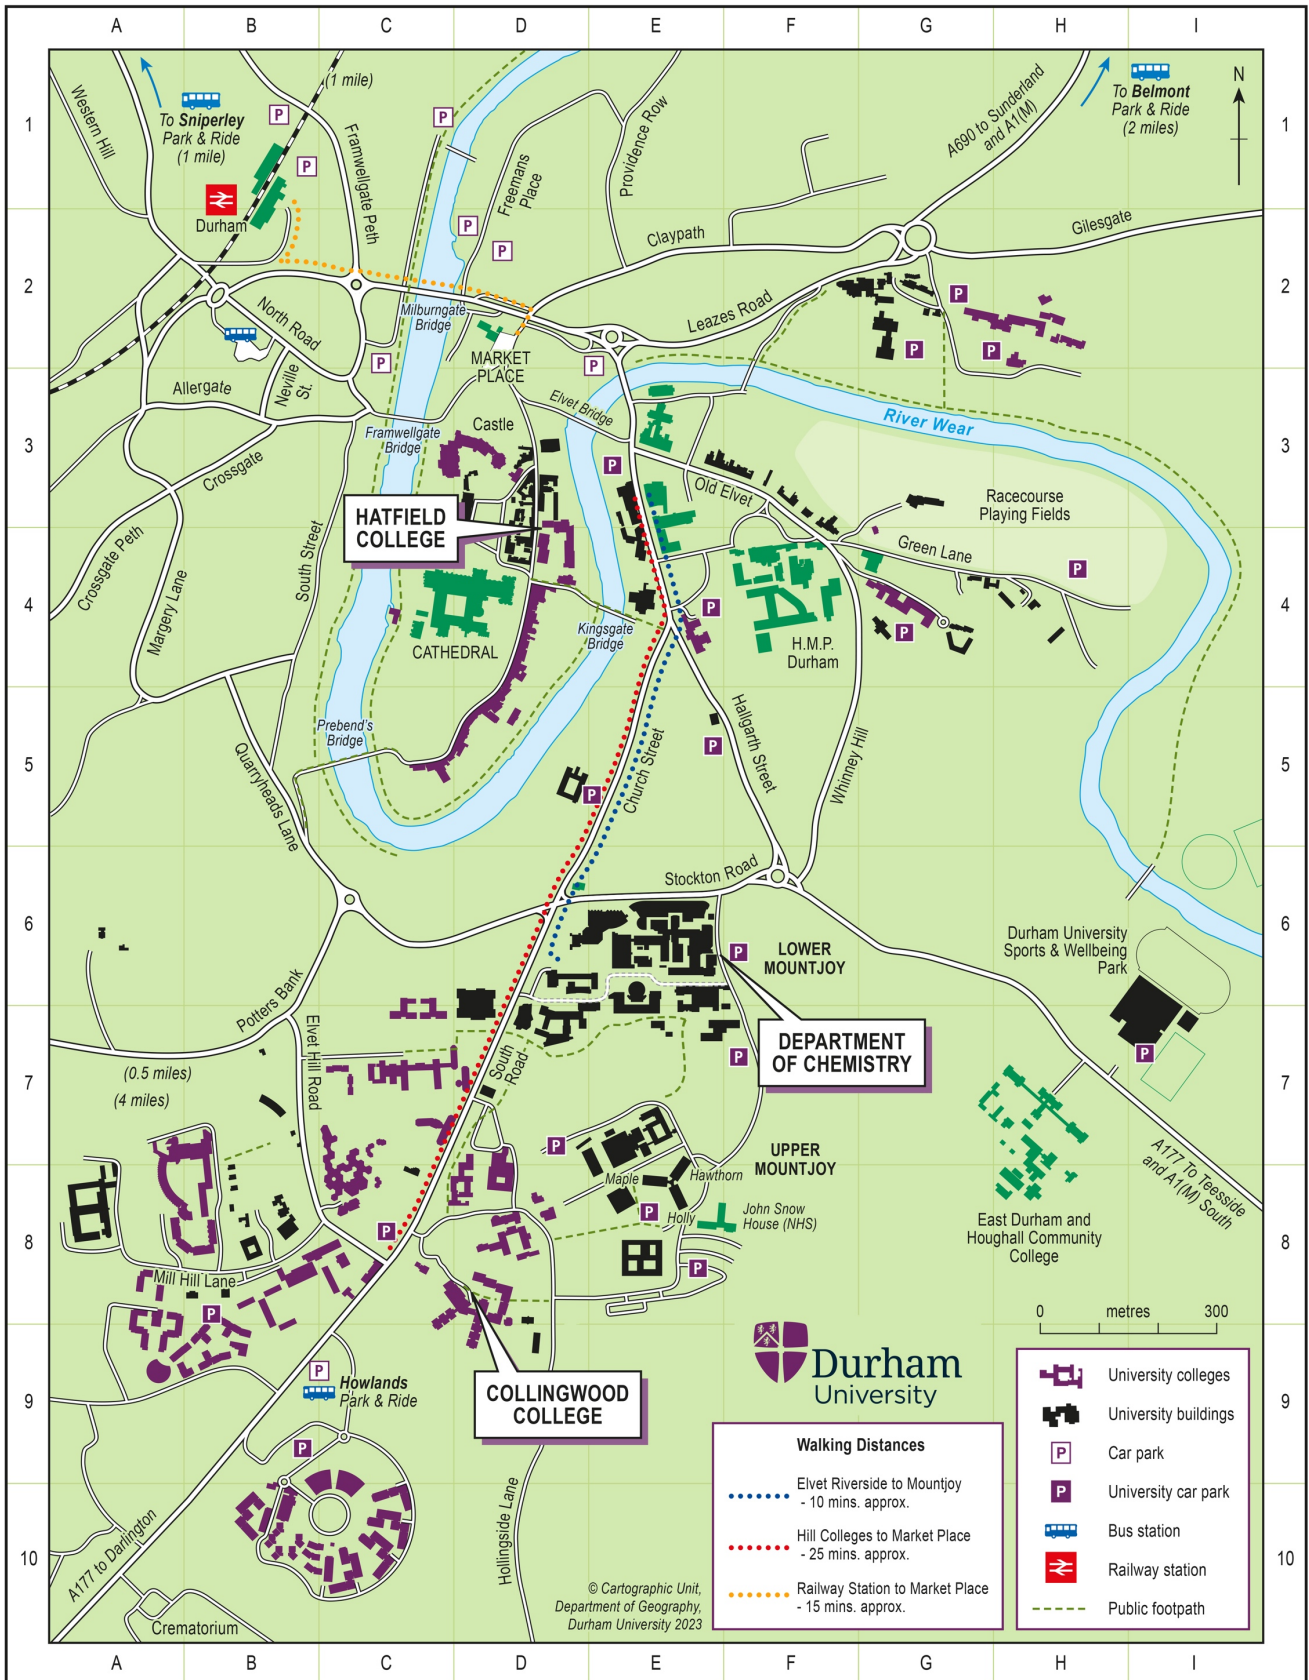 A B C D E F G H I
1
2
3
4
5
6
7
8
9
10
Western Hill
To Sniperley
Park & Ride
(1 mile)
(1 mile)
P
P
P
Durham
Framwellgate Peth
Freemans
Place
Providence Row
A690 to Sunderland
and A1(M)
To Belmont
Park & Ride
(2 miles)
N
1
P
P
Claypath
Gilesgate
Leazes Road
P
P
P
2
North Road
Milburngate
Bridge
MARKET
PLACE
P
P
Allergate
Neville
St.
Elvet Bridge
River Wear
Castle
Framwellgate
Bridge
Crossgate
P
Old Elvet
Racecourse
Playing Fields
3
HATFIELD
COLLEGE
South Street
Crossgate Peth
Margery Lane
Green Lane
P
P
P
4
CATHEDRAL
Kingsgate
Bridge
H.M.P.
Durham
Prebend's
Bridge
Quarryheads Lane
Church Street
Hallgarth Street
Whinney Hill
P
P
5
Stockton Road
P
LOWER
MOUNTJOY
Durham University
Sports & Wellbeing
Park
6
Potters Bank
Elvet Hill Road
South
Road
DEPARTMENT
OF CHEMISTRY
P
P
(0.5 miles)
(4 miles)
7
P
UPPER
MOUNTJOY
Maple
Hawthorn
Holly
P
John Snow
House (NHS)
A177 To Teesside
and A1(M) South
East Durham and
Houghall Community
College
P
P
8
Mill Hill Lane
P
COLLINGWOOD
COLLEGE
P
Howlands
Park & Ride
P
9
Hollingside Lane
A177 to Darlington
Crematorium
10
0 metres 300
Durham
University
Walking Distances
Elvet Riverside to Mountjoy
- 10 mins. approx.
Hill Colleges to Market Place
- 25 mins. approx.
Railway Station to Market Place
- 15 mins. approx.
University colleges
University buildings
P Car park
P University car park
Bus station
Railway station
Public footpath
© Cartographic Unit,
Department of Geography,
Durham University 2023
A B C D E F G H I